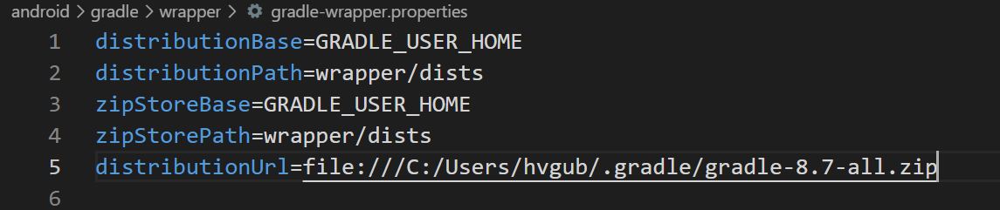 android > gradle > wrapper > gradle-wrapper.properties
1 distributionBase=GRADLE_USER_HOME
2 distributionPath=wrapper/dists
3 zipStoreBase=GRADLE_USER_HOME
4 zipStorePath=wrapper/dists
5 distributionUrl=file:///C:/Users/hvgub/.gradle/gradle-8.7-all.zip
6